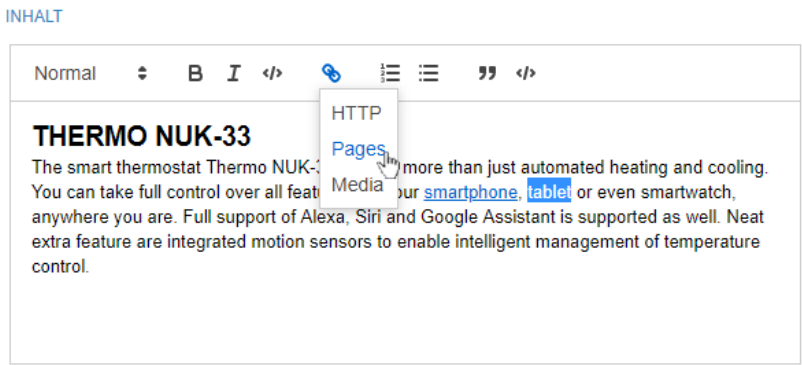 INHALT
Normal
HTTP
Pages
Media
THERMO NUK-33
The smart thermostat Thermo NUK-3 more than just automated heating and cooling.
You can take full control over all feat our smartphone, tablet or even smartwatch,
anywhere you are. Full support of Alexa, Siri and Google Assistant is supported as well. Neat
extra feature are integrated motion sensors to enable intelligent management of temperature
control.